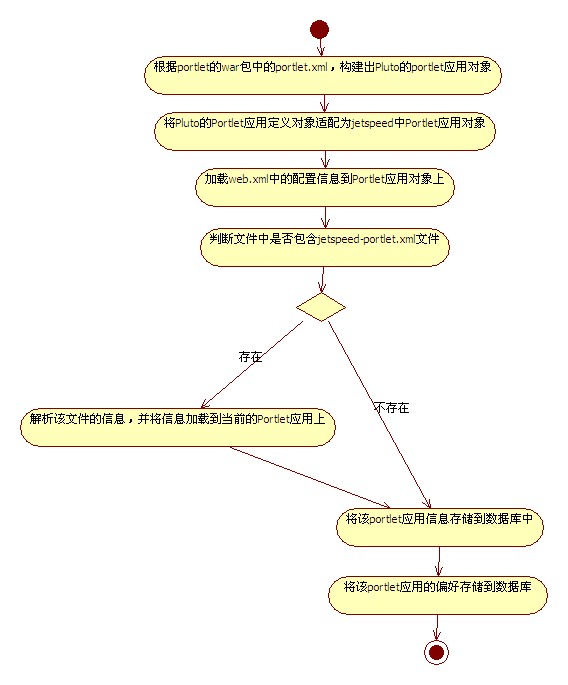 根据portlet的war包中的portlet.xml，构建出Pluto的portlet应用对象
将Pluto的Portlet应用定义对象适配为jetspeed中Portlet应用对象
加载web.xml中的配置信息到Portlet应用对象上
判断文件中是否包含jetspeed-portlet.xml文件
存在
不存在
解析该文件的信息，并将信息加载到当前的Portlet应用上
将该portlet应用信息存储到数据库中
将该portlet应用的偏好存储到数据库